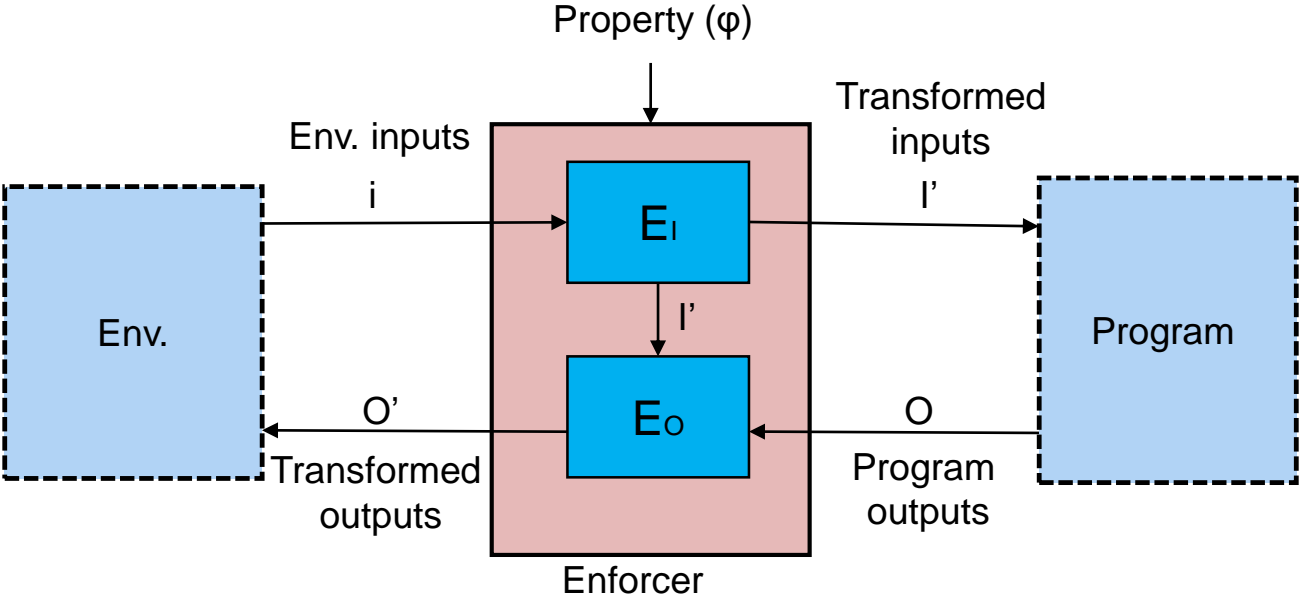 Property (φ)
Env. inputs
i
Transformed
inputs
I’
EI
I’
Env.
Program
O’
EO
O
Transformed
outputs
Program
outputs
Enforcer